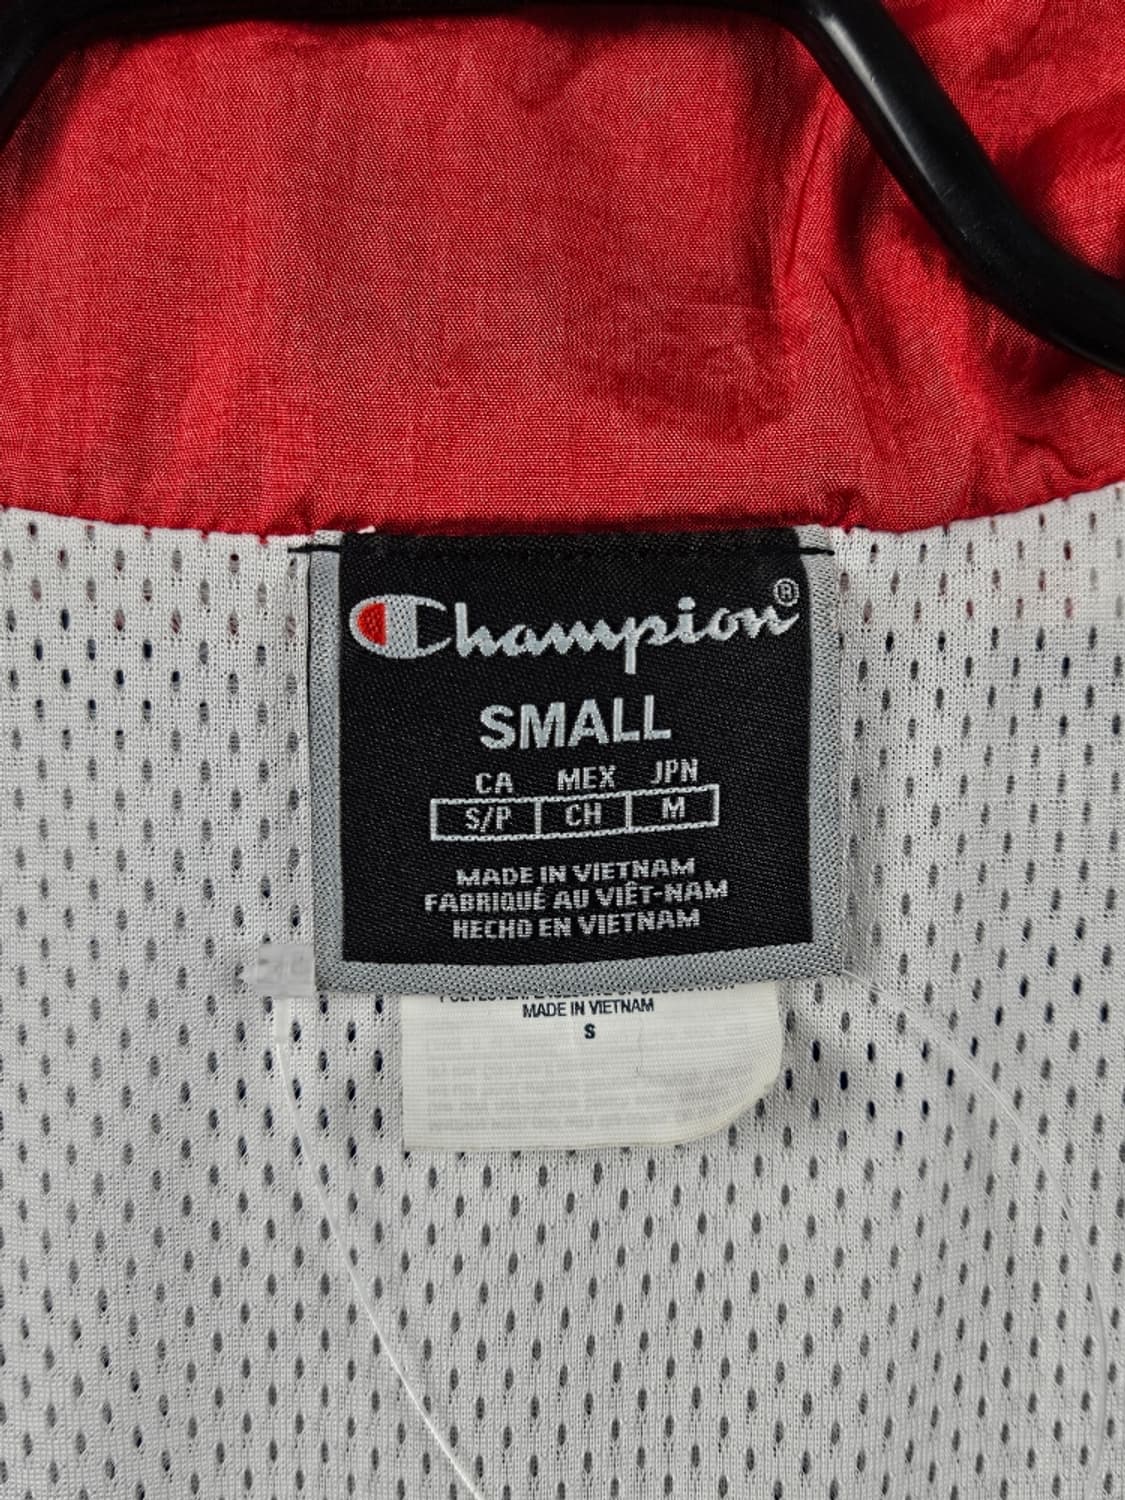 Champion®
SMALL
CA MEX JPN
S/P CH M
MADE IN VIETNAM
FABRIQUÉ AU VIÊT-NAM
HECHO EN VIETNAM
MADE IN VIETNAM
S